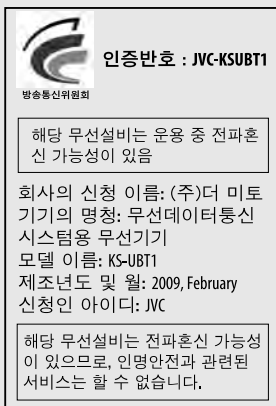 인증번호 : JVC-KSUBT1
방송통신위원회
해당 무선설비는 운용 중 전파혼
신 가능성이 있음
회사의 신청 이름: (주)더 미토
기기의 명청: 무선데이터통신
시스템용 무선기기
모델 이름: KS-UBT1
제조년도 및 월: 2009, February
신청인 아이디: JVC
해당 무선설비는 전파혼신 가능성
이 있으므로, 인명안전과 관련된
서비스는 할 수 없습니다.